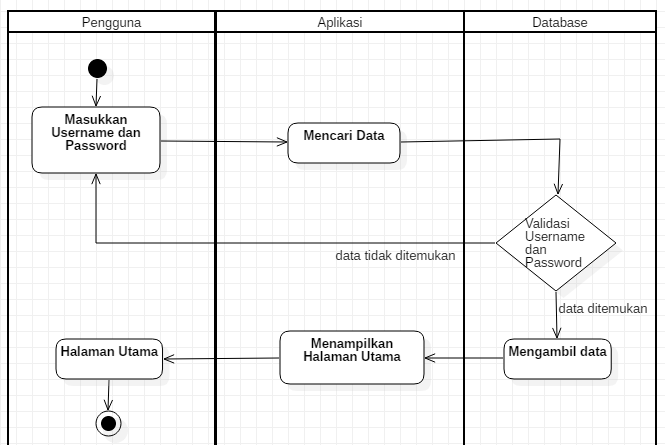 Pengguna
Aplikasi
Database
Masukkan
Username dan
Password
Mencari Data
Validasi
Username
dan
Password
data tidak ditemukan
data ditemukan
Halaman Utama
Menampilkan
Halaman Utama
Mengambil data